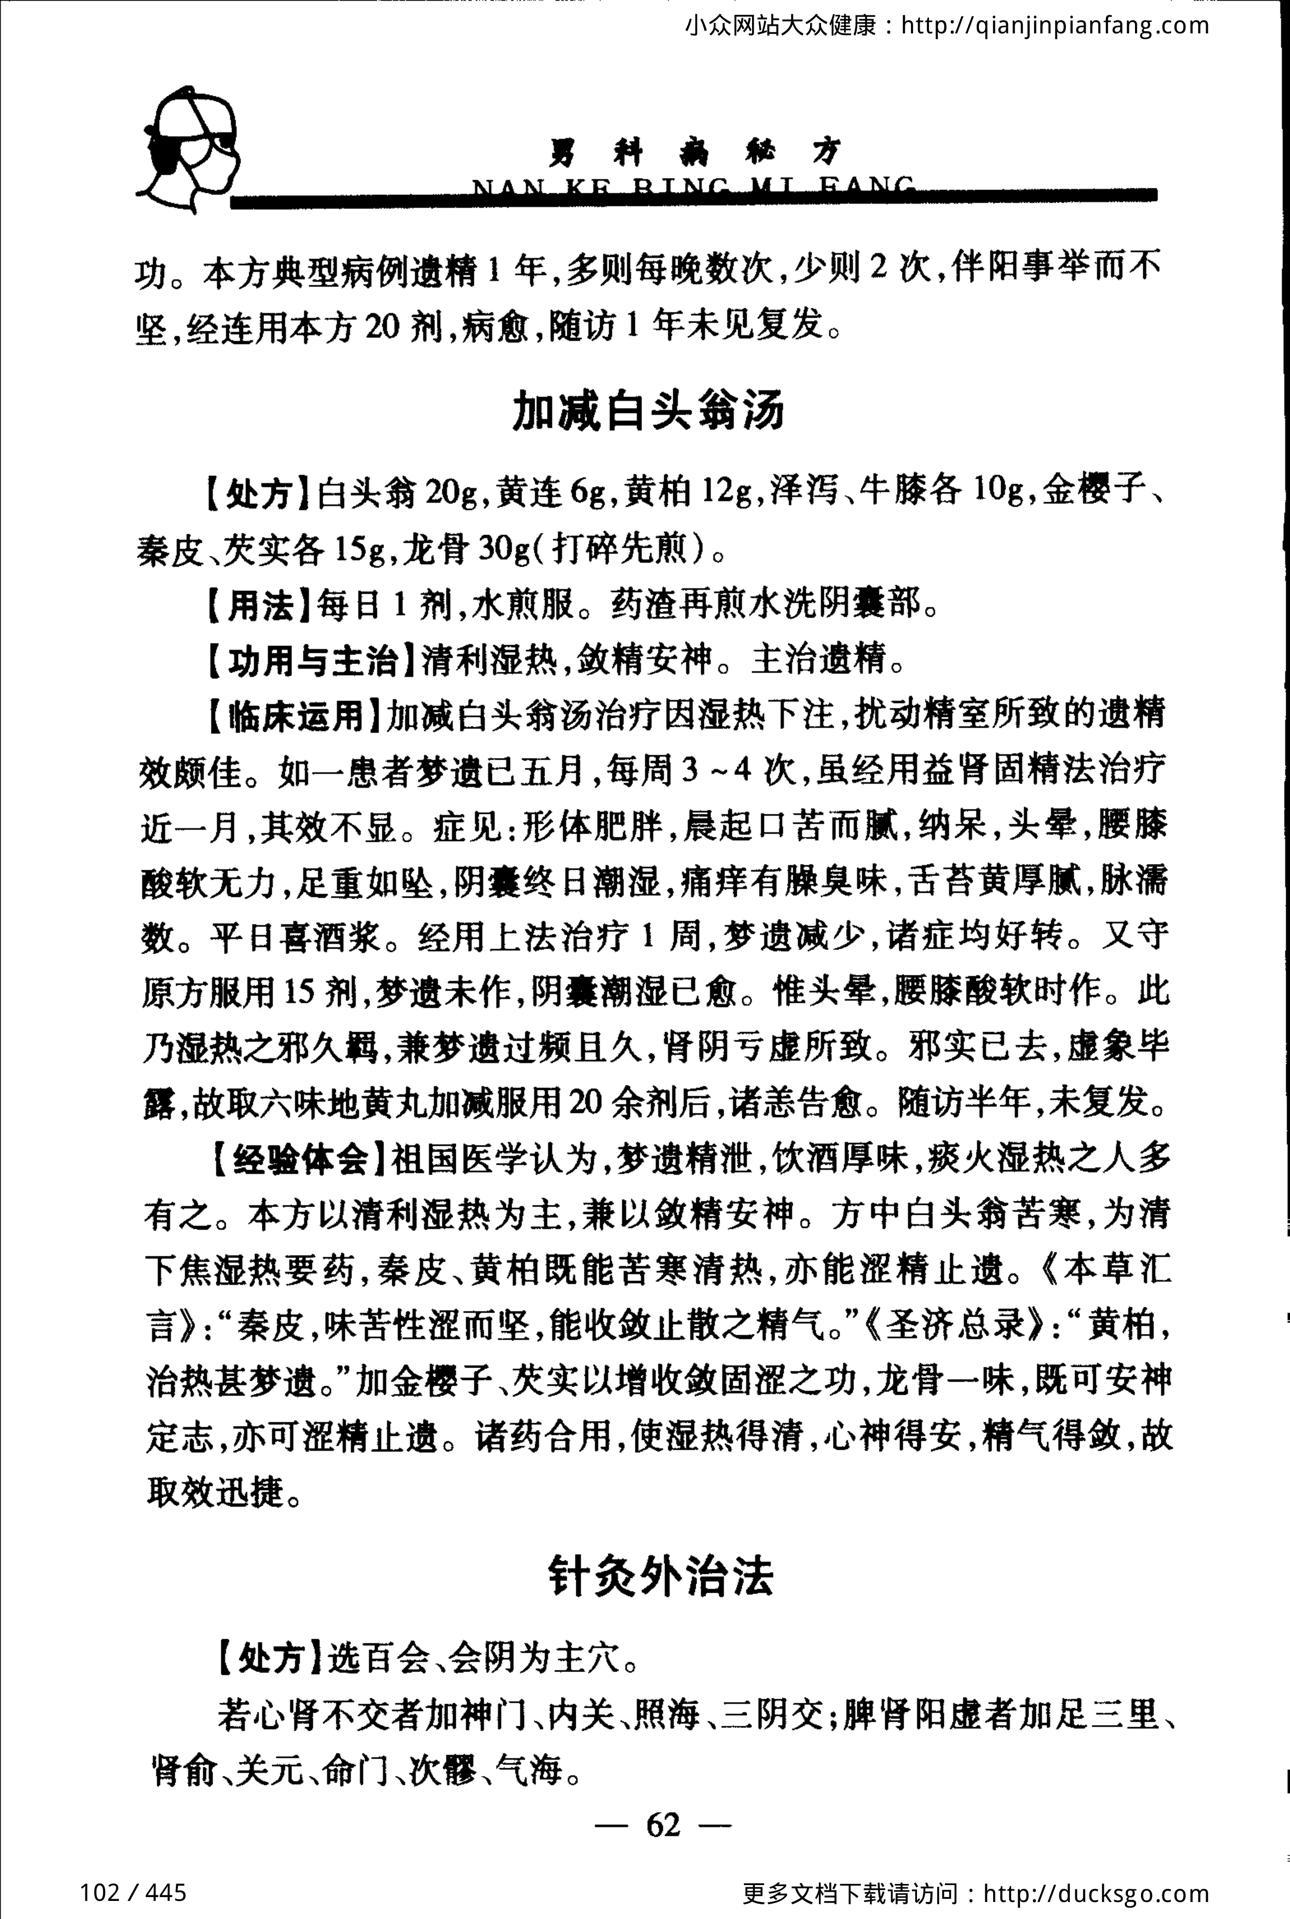 小众网站大众健康：http://qianjinpianfang.com
男科病秘方
NAN KE BING MI FANG
功。本方典型病例遗精1年,多则每晚数次,少则2次,伴阳事举而不
坚,经连用本方20剂,病愈,随访1年未见复发。
加减白头翁汤
【处方】白头翁20g,黄连6g,黄柏12g,泽泻、牛膝各10g,金樱子、
秦皮、芡实各15g,龙骨30g(打碎先煎)。
【用法】每日1剂,水煎服。药渣再煎水洗阴囊部。
【功用与主治】清利湿热,敛精安神。主治遗精。
【临床运用】加减白头翁汤治疗因湿热下注,扰动精室所致的遗精
效颇佳。如一患者梦遗已五月,每周3～4次,虽经用益肾固精法治疗
近一月,其效不显。症见:形体肥胖,晨起口苦而腻,纳呆,头晕,腰膝
酸软无力,足重如坠,阴囊终日潮湿,痛痒有臊臭味,舌苔黄厚腻,脉濡
数。平日喜酒浆。经用上法治疗1周,梦遗减少,诸症均好转。又守
原方服用15剂,梦遗未作,阴囊潮湿已愈。惟头晕,腰膝酸软时作。此
乃湿热之邪久羁,兼梦遗过频且久,肾阴亏虚所致。邪实已去,虚象毕
露,故取六味地黄丸加减服用20余剂后,诸恙告愈。随访半年,未复发。
【经验体会】祖国医学认为,梦遗精泄,饮酒厚味,痰火湿热之人多
有之。本方以清利湿热为主,兼以敛精安神。方中白头翁苦寒,为清
下焦湿热要药,秦皮、黄柏既能苦寒清热,亦能涩精止遗。《本草汇
言》:“秦皮,味苦性涩而坚,能收敛止散之精气。”《圣济总录》:“黄柏,
治热甚梦遗。”加金樱子、芡实以增收敛固涩之功,龙骨一味,既可安神
定志,亦可涩精止遗。诸药合用,使湿热得清,心神得安,精气得敛,故
取效迅捷。
针灸外治法
【处方】选百会、会阴为主穴。
若心肾不交者加神门、内关、照海、三阴交;脾肾阳虚者加足三里、
肾俞、关元、命门、次髎、气海。
— 62 —
102 / 445
更多文档下载请访问：http://ducksgo.com